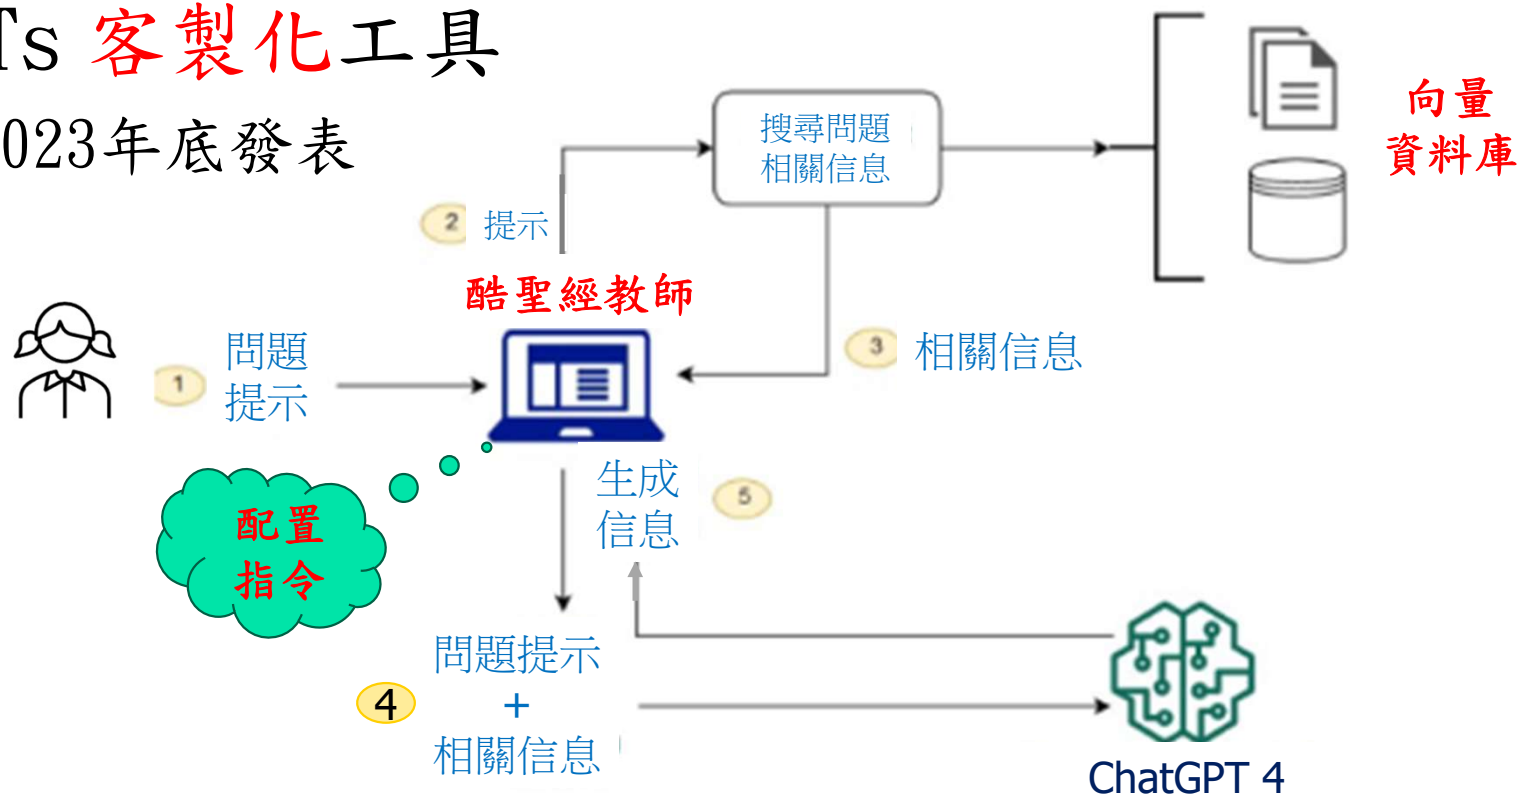 Ts 客製化工具
023年底發表
搜尋問題
相關信息
向量
資料庫
2 提示
酷聖經教師
1
問題
提示
3 相關信息
生成
信息
5
配置
指令
4
問題提示
+
相關信息
ChatGPT 4